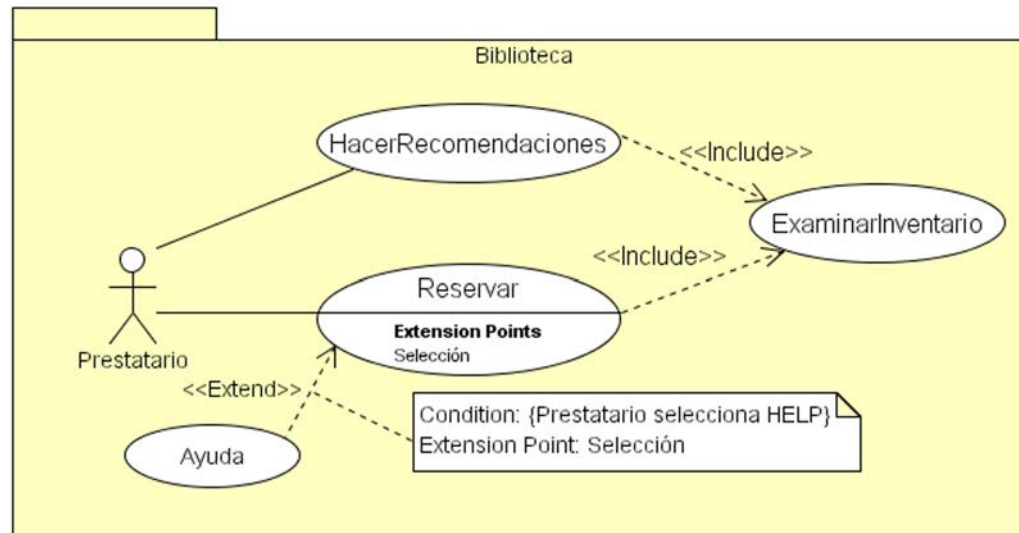 Biblioteca
HacerRecomendaciones
<<Include>>
ExaminarInventario
<<Include>>
Reservar
Extension Points
Selección
Prestatario
<<Extend>>
Condition: {Prestatario selecciona HELP}
Extension Point: Selección
Ayuda